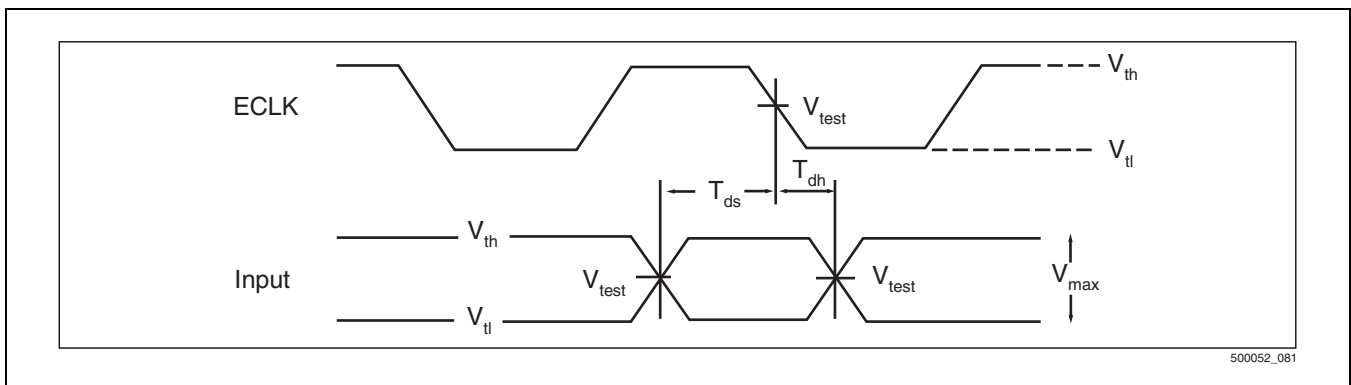 ECLK
V_th
V_test
V_tl
T_ds
T_dh
V_th
Input
V_test
V_test
V_max
V_tl
500052_081